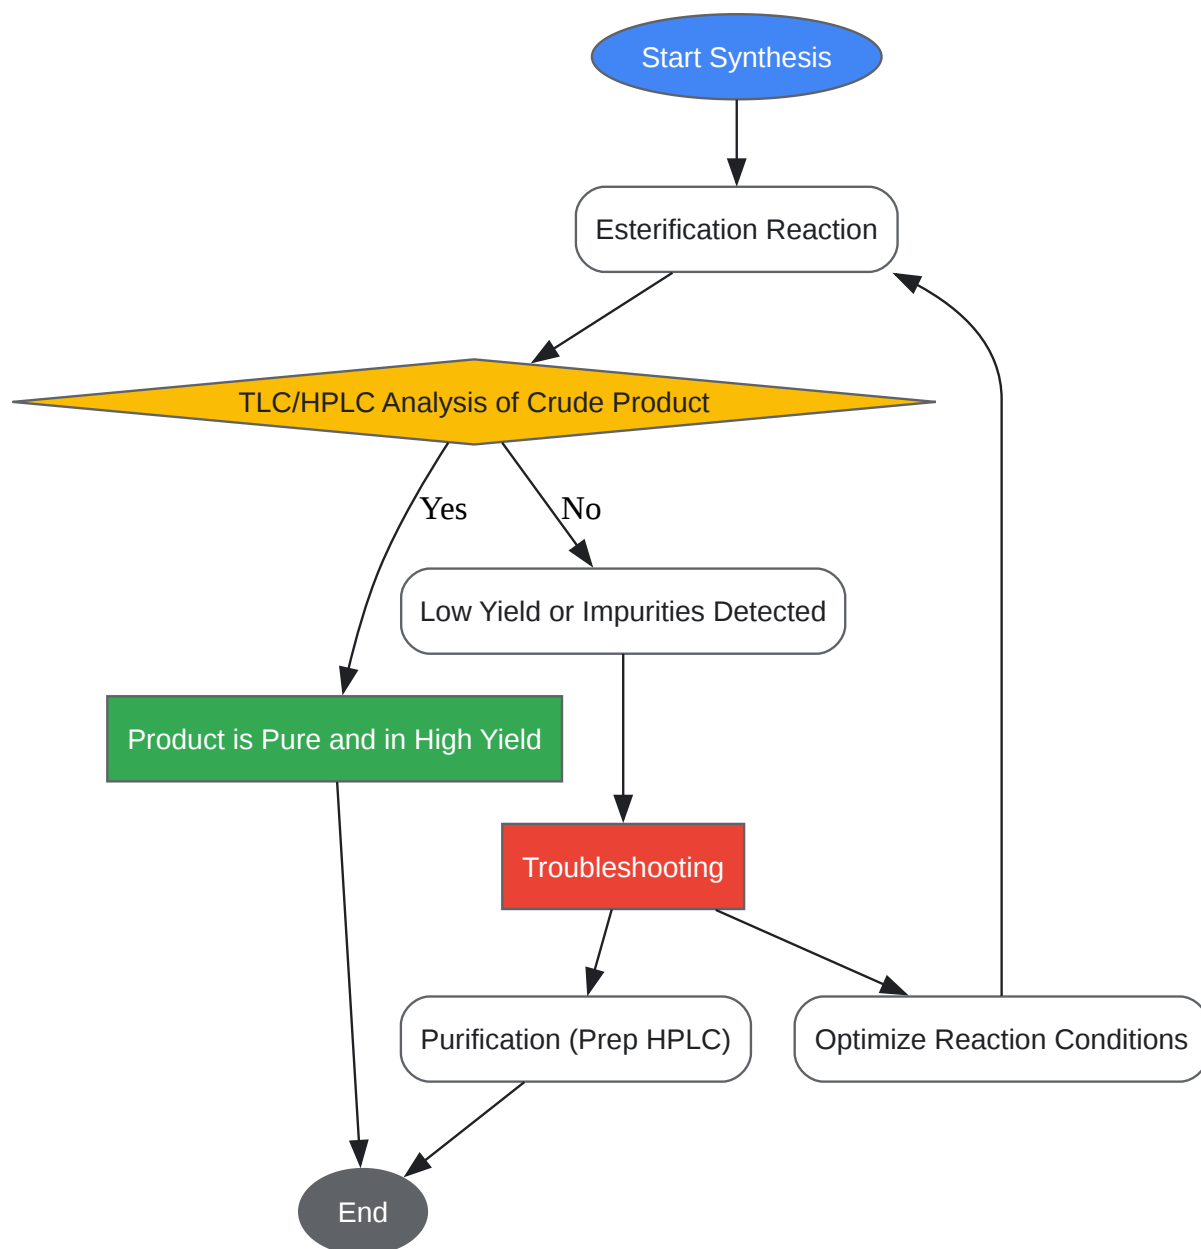 Start Synthesis
Esterification Reaction
TLC/HPLC Analysis of Crude Product
Yes
No
Low Yield or Impurities Detected
Product is Pure and in High Yield
Troubleshooting
Purification (Prep HPLC)
Optimize Reaction Conditions
End